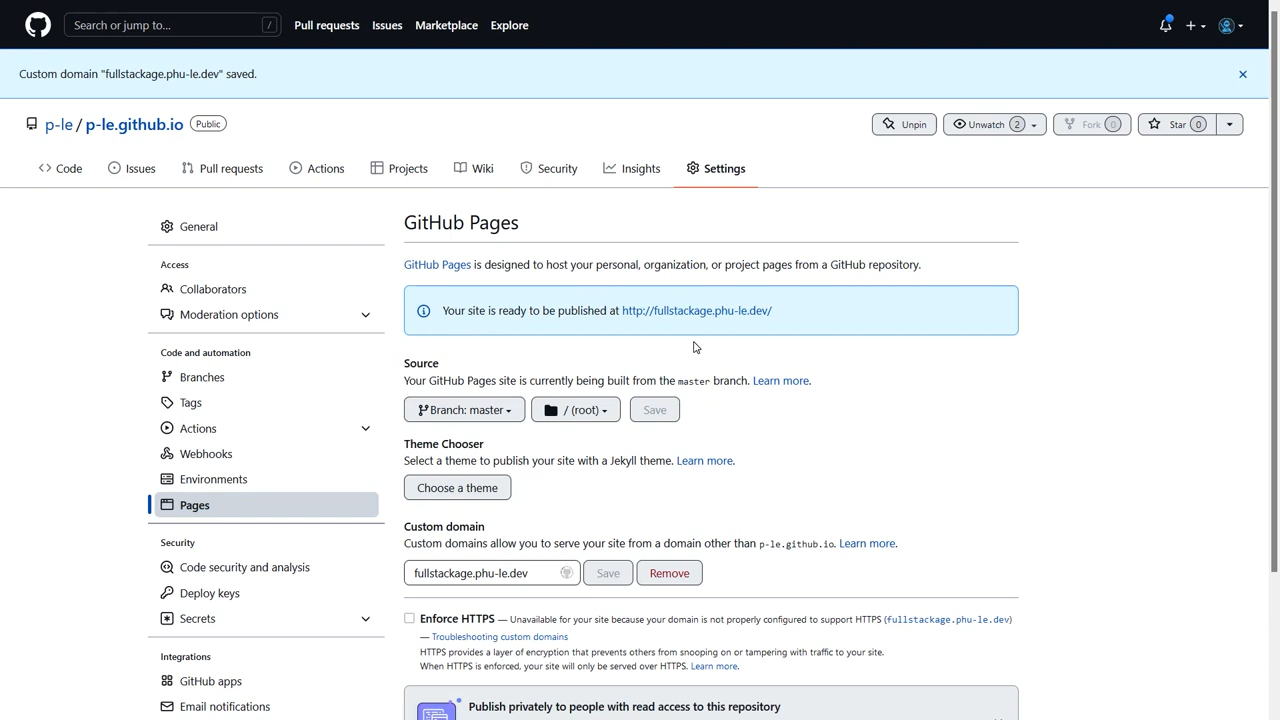 Search or jump to... /
Pull requests Issues Marketplace Explore
Custom domain "fullstackage.phu-le.dev" saved.
p-le / p-le.github.io Public
Unpin Unwatch 2 Fork 0 Star 0
Code Issues Pull requests Actions Projects Wiki Security Insights Settings
General
Access
Collaborators
Moderation options
Code and automation
Branches
Tags
Actions
Webhooks
Environments
Pages
Security
Code security and analysis
Deploy keys
Secrets
Integrations
GitHub apps
Email notifications
GitHub Pages
GitHub Pages is designed to host your personal, organization, or project pages from a GitHub repository.
Your site is ready to be published at http://fullstackage.phu-le.dev/
Source
Your GitHub Pages site is currently being built from the master branch. Learn more.
Branch: master / (root) Save
Theme Chooser
Select a theme to publish your site with a Jekyll theme. Learn more.
Choose a theme
Custom domain
Custom domains allow you to serve your site from a domain other than p-le.github.io. Learn more.
fullstackage.phu-le.dev Save Remove
Enforce HTTPS — Unavailable for your site because your domain is not properly configured to support HTTPS (fullstackage.phu-le.dev)
— Troubleshooting custom domains
HTTPS provides a layer of encryption that prevents others from snooping on or tampering with traffic to your site.
When HTTPS is enforced, your site will only be served over HTTPS. Learn more.
Publish privately to people with read access to this repository